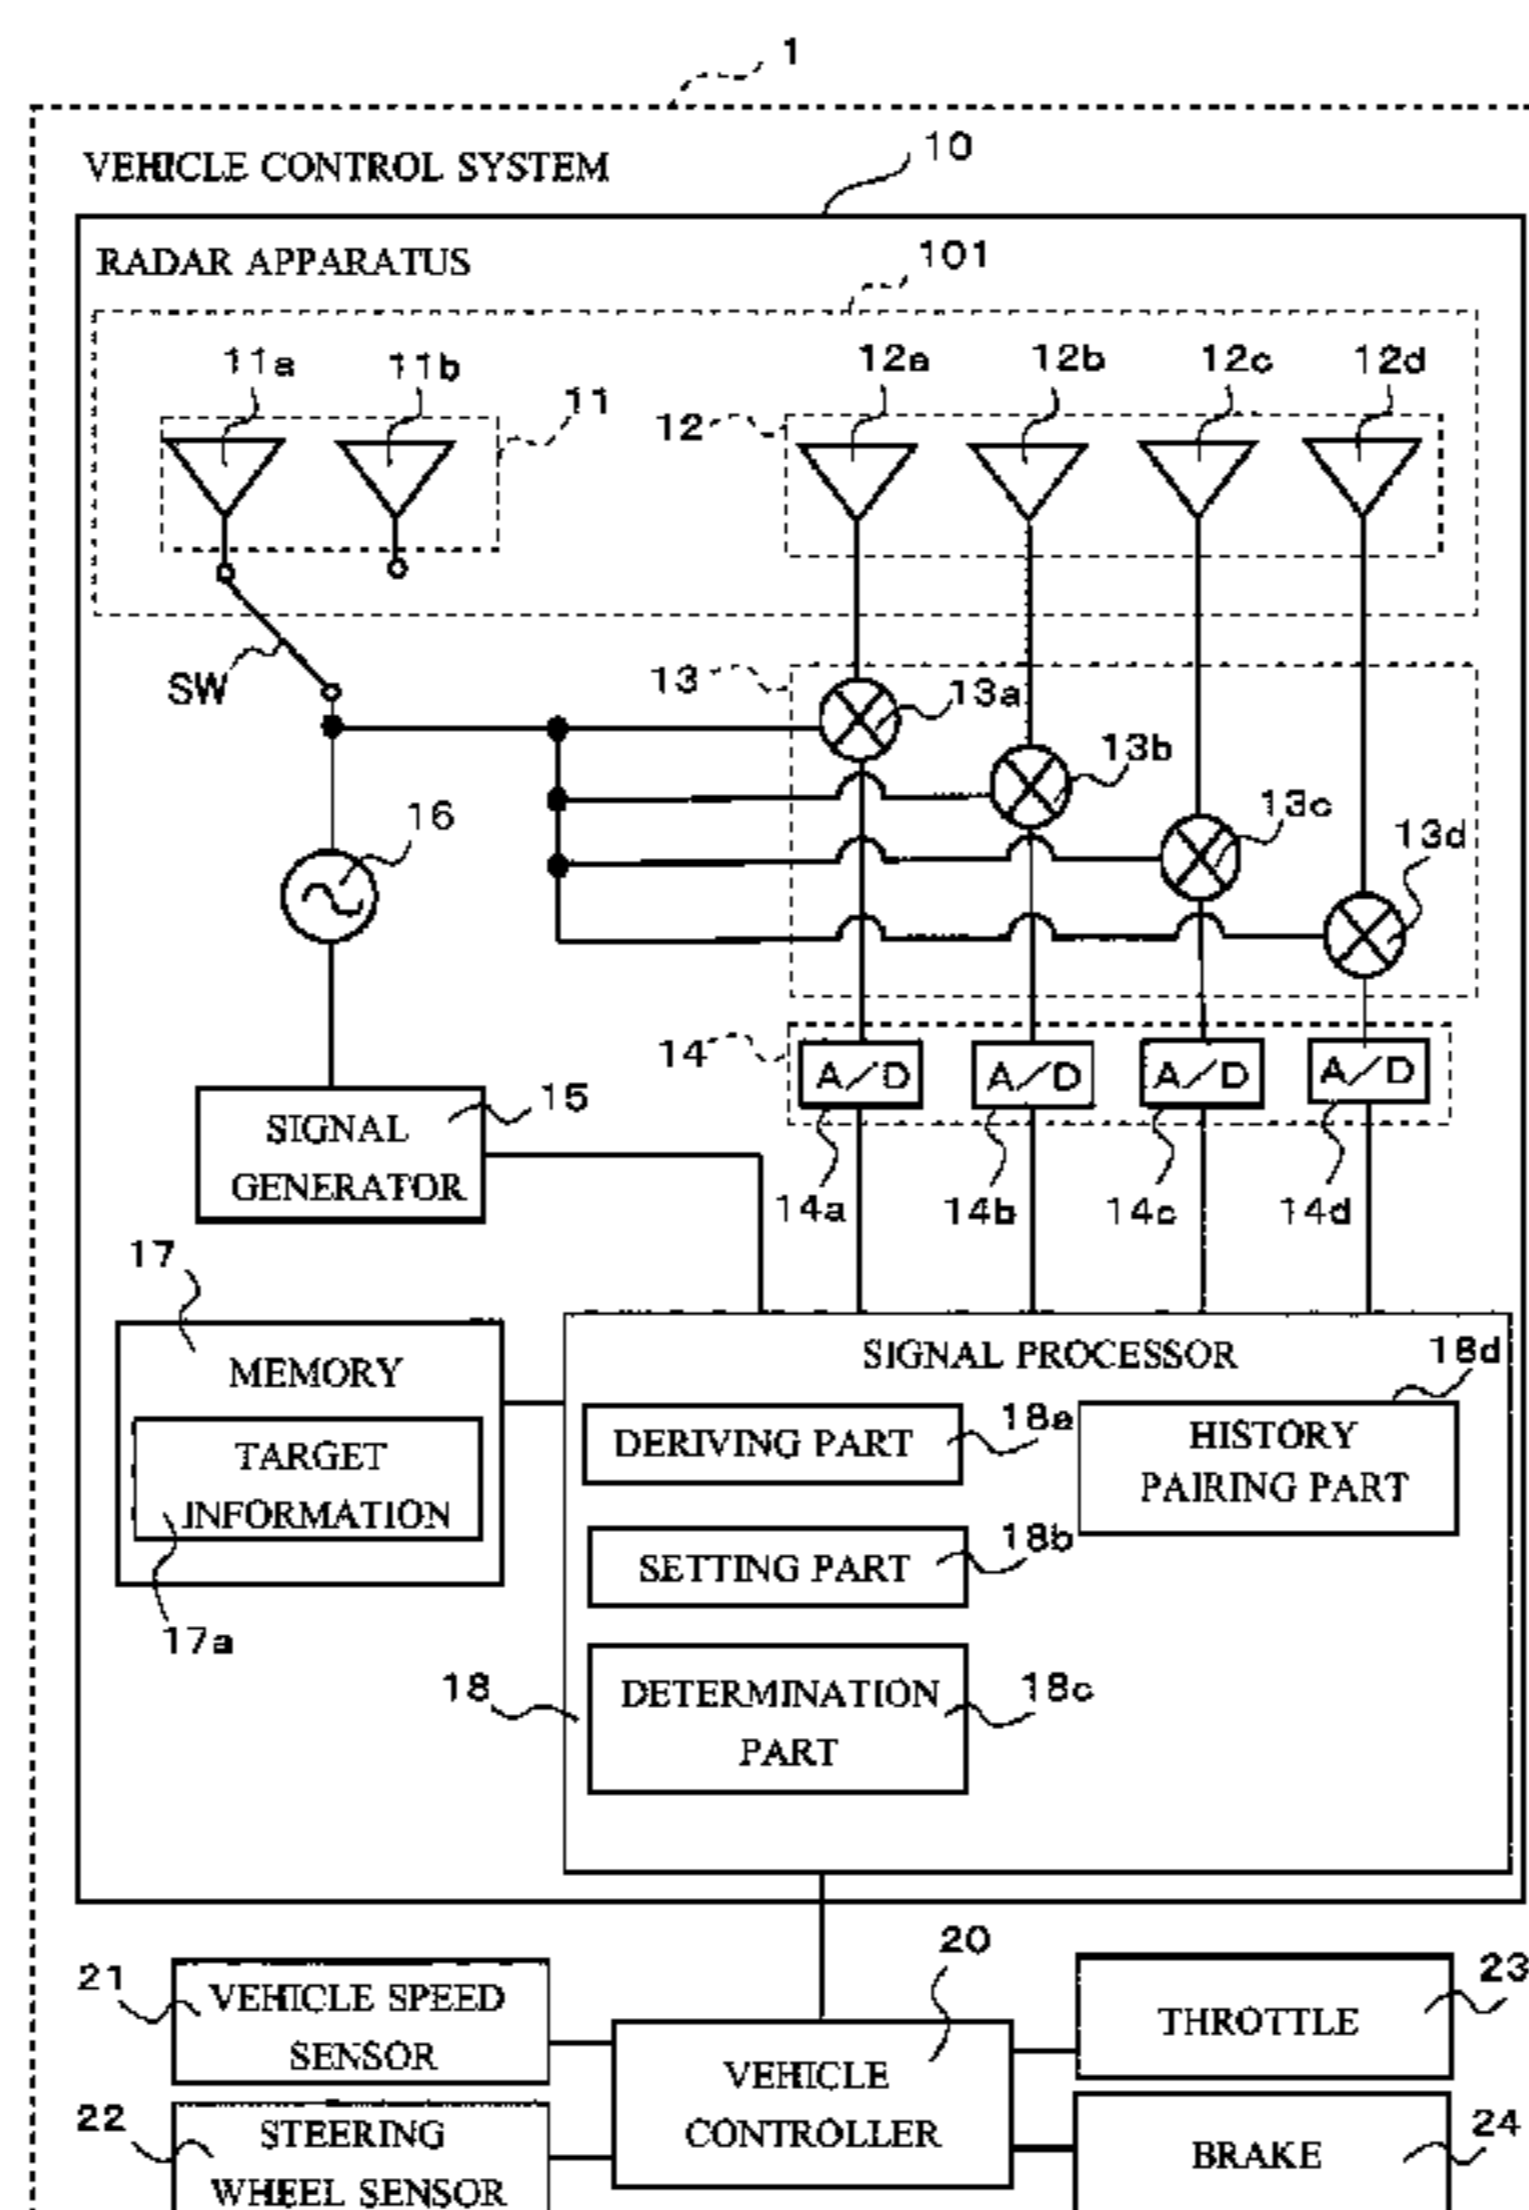 1
VEHICLE CONTROL SYSTEM
10
RADAR APPARATUS
101
11a
11b
11
12
12a
12b
12c
12d
SW
13
13a
13b
13c
13d
16
14
A/D
A/D
A/D
A/D
14a
14b
14c
14d
15
SIGNAL
GENERATOR
17
MEMORY
TARGET
INFORMATION
17a
SIGNAL PROCESSOR
18d
DERIVING PART
18a
HISTORY
PAIRING PART
SETTING PART
18b
18
DETERMINATION
PART
18c
20
21
VEHICLE SPEED
SENSOR
VEHICLE
CONTROLLER
THROTTLE
23
22
STEERING
WHEEL SENSOR
BRAKE
24